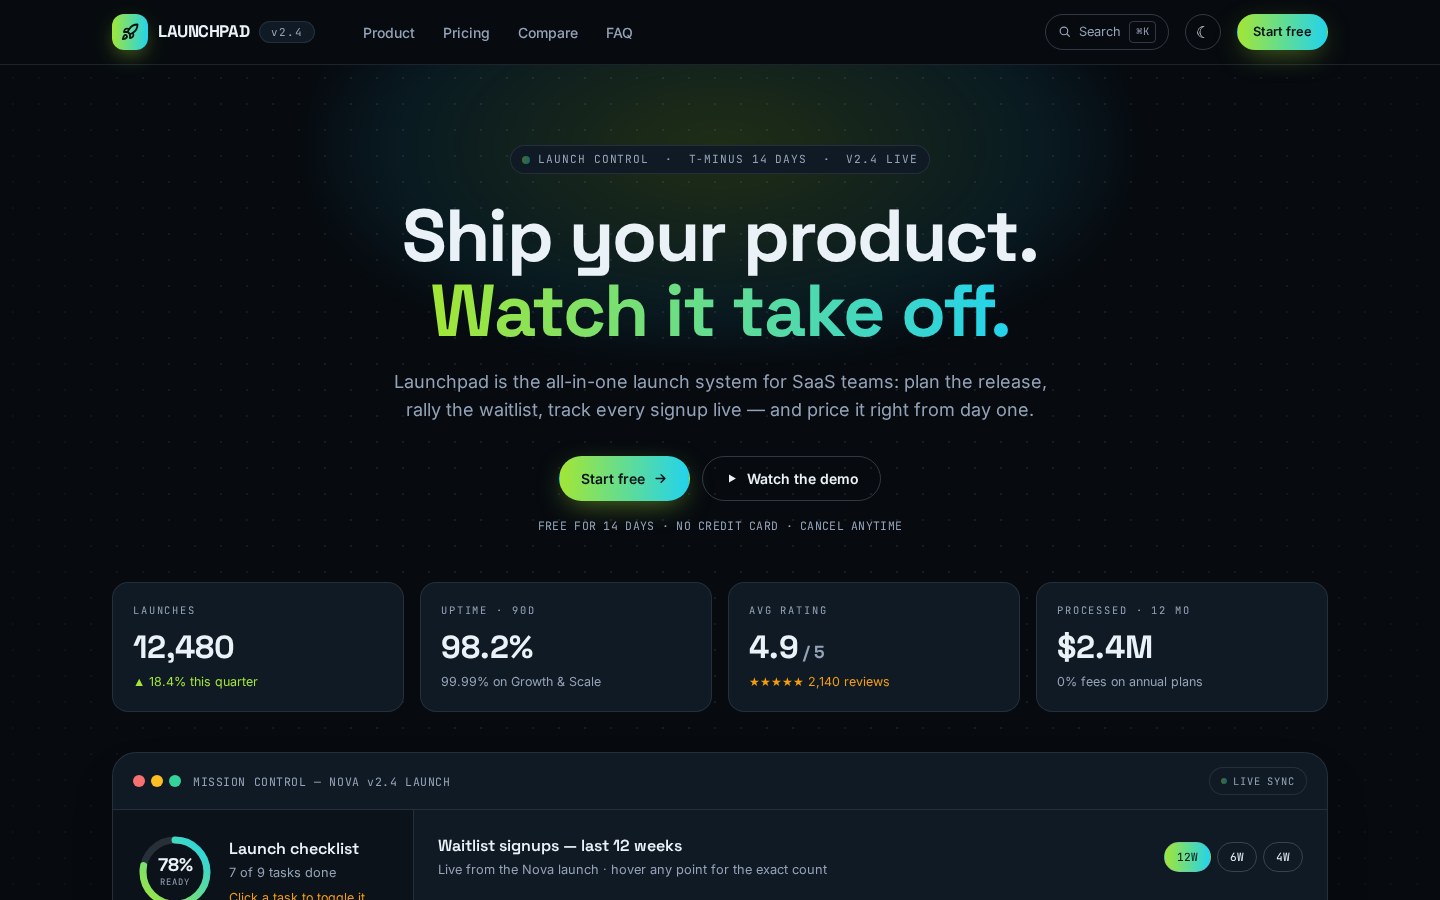 LAUNCHPAD v2.4 Product Pricing Compare FAQ Search ⌘K Start free
LAUNCH CONTROL · T-MINUS 14 DAYS · V2.4 LIVE
Ship your product.
Watch it take off.
Launchpad is the all-in-one launch system for SaaS teams: plan the release,
rally the waitlist, track every signup live — and price it right from day one.
Start free → Watch the demo
FREE FOR 14 DAYS · NO CREDIT CARD · CANCEL ANYTIME
LAUNCHES
12,480
▲ 18.4% this quarter
UPTIME · 90D
98.2%
99.99% on Growth & Scale
AVG RATING
4.9 / 5
★★★★★ 2,140 reviews
PROCESSED · 12 MO
$2.4M
0% fees on annual plans
MISSION CONTROL — NOVA v2.4 LAUNCH
LIVE SYNC
78%
READY
Launch checklist
7 of 9 tasks done
Click a task to toggle it
Waitlist signups — last 12 weeks
Live from the Nova launch · hover any point for the exact count
12W 6W 4W